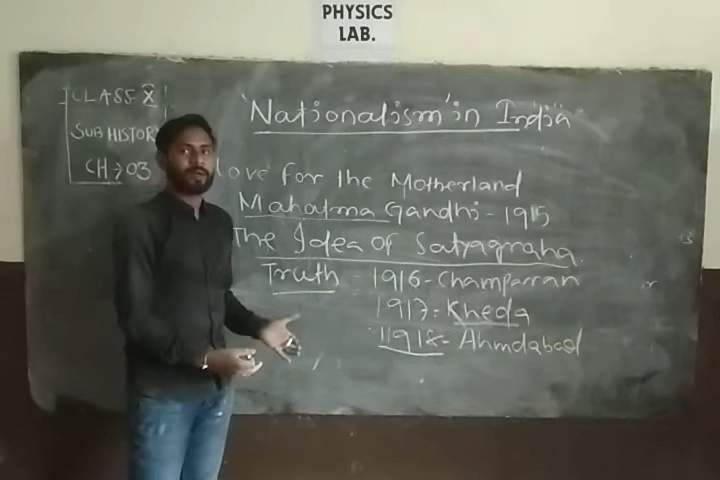 PHYSICS
LAB.
CLASS X
SUB HISTORY
CH → 03
'Nationalism' in India
Love For the Motherland
Mahatma Gandhi - 1915
The Idea of Satyagraha
Truth - 1916 - Champarran
1917 - Kheda
1918 - Ahmdabad